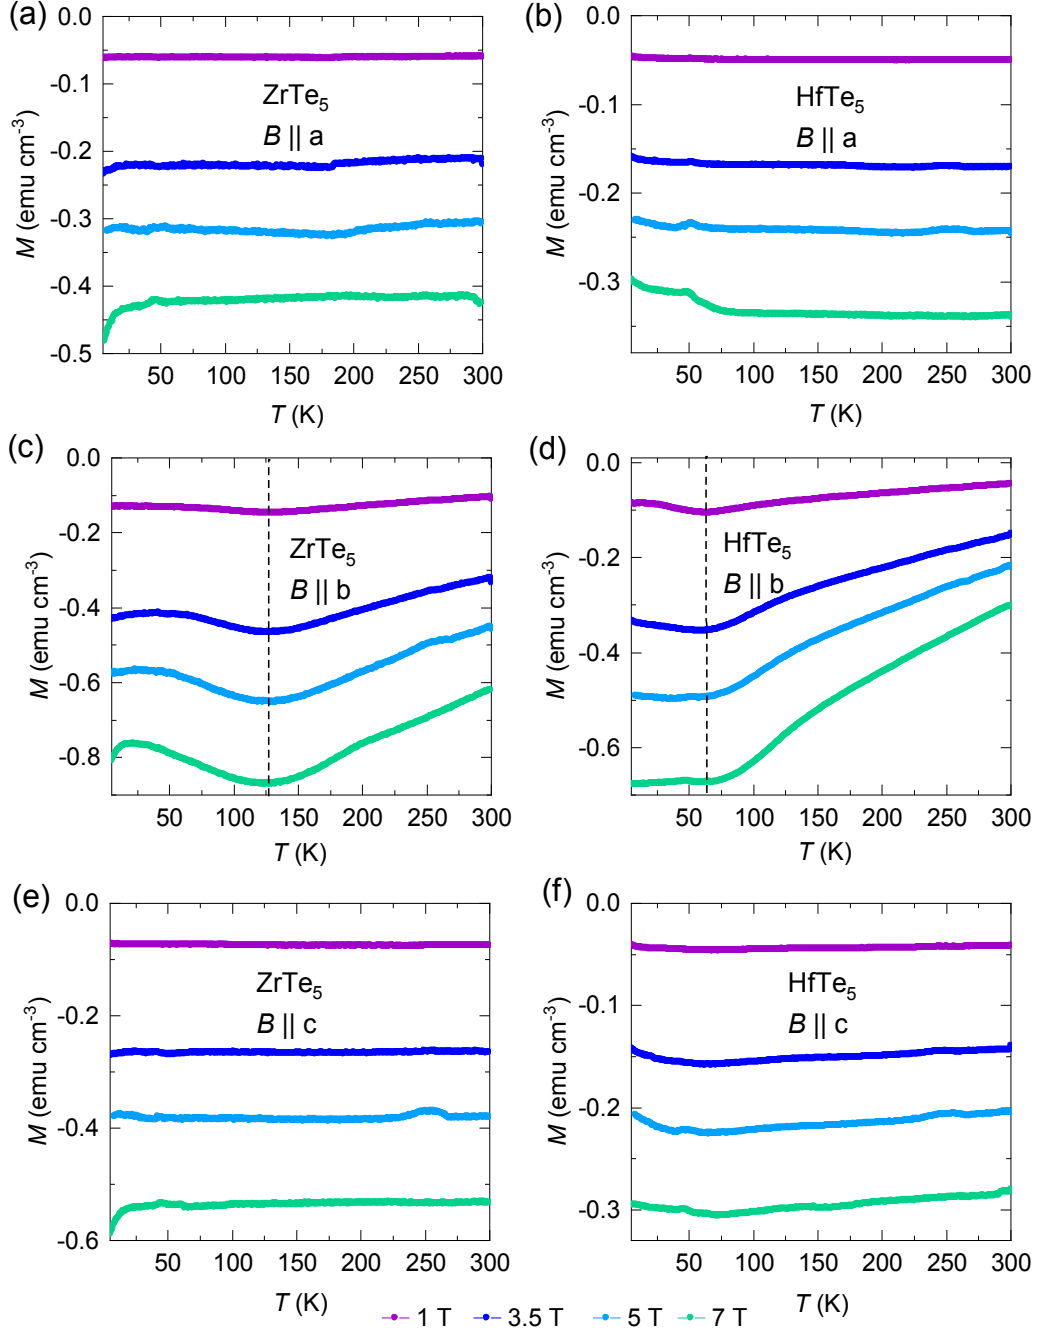 (a)
0.0
-0.1
-0.2
-0.3
-0.4
-0.5
M (emu cm⁻³)
ZrTe₅
B || a
50 100 150 200 250 300
T (K)
(b)
0.0
-0.1
-0.2
-0.3
M (emu cm⁻³)
HfTe₅
B || a
50 100 150 200 250 300
T (K)
(c)
0.0
-0.2
-0.4
-0.6
-0.8
M (emu cm⁻³)
ZrTe₅
B || b
50 100 150 200 250 300
T (K)
(d)
0.0
-0.2
-0.4
-0.6
M (emu cm⁻³)
HfTe₅
B || b
50 100 150 200 250 300
T (K)
(e)
0.0
-0.2
-0.4
-0.6
M (emu cm⁻³)
ZrTe₅
B || c
50 100 150 200 250 300
T (K)
(f)
0.0
-0.1
-0.2
-0.3
M (emu cm⁻³)
HfTe₅
B || c
50 100 150 200 250 300
T (K)
1 T 3.5 T 5 T 7 T